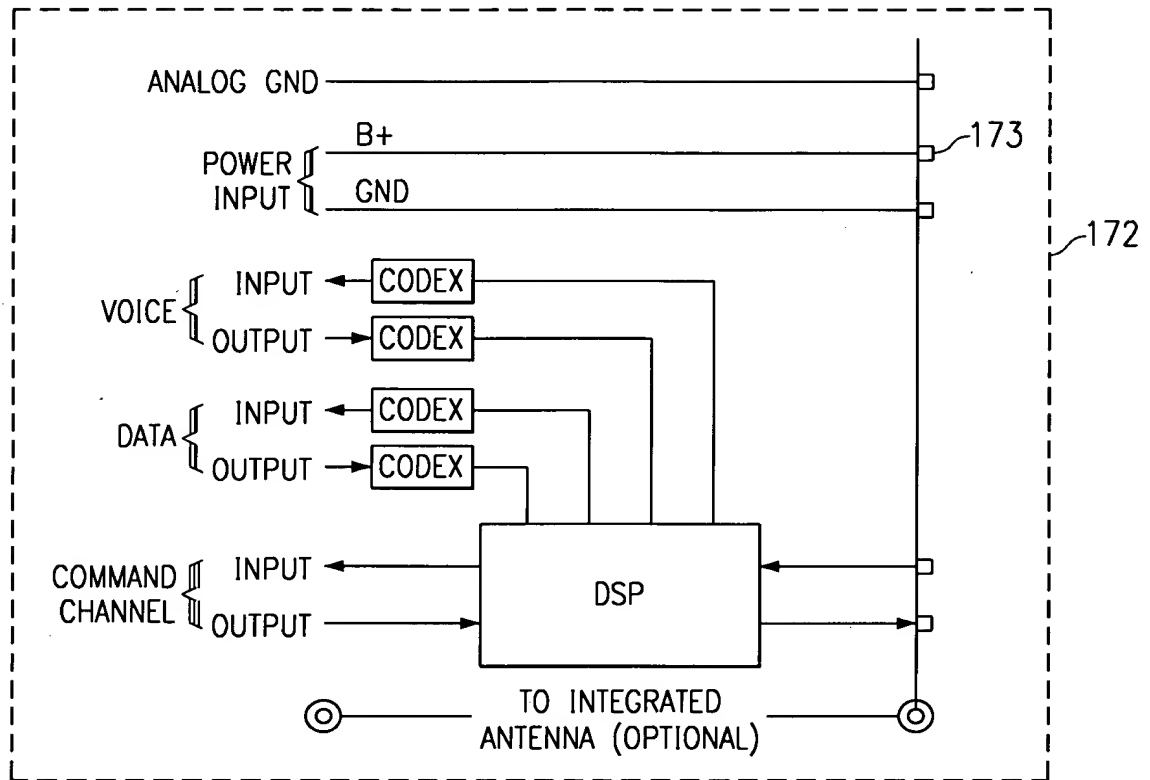 ANALOG GND
B+
173
POWER
INPUT
GND
172
VOICE
INPUT
CODEX
OUTPUT
CODEX
DATA
INPUT
CODEX
OUTPUT
CODEX
COMMAND
CHANNEL
INPUT
OUTPUT
DSP
TO INTEGRATED
ANTENNA (OPTIONAL)